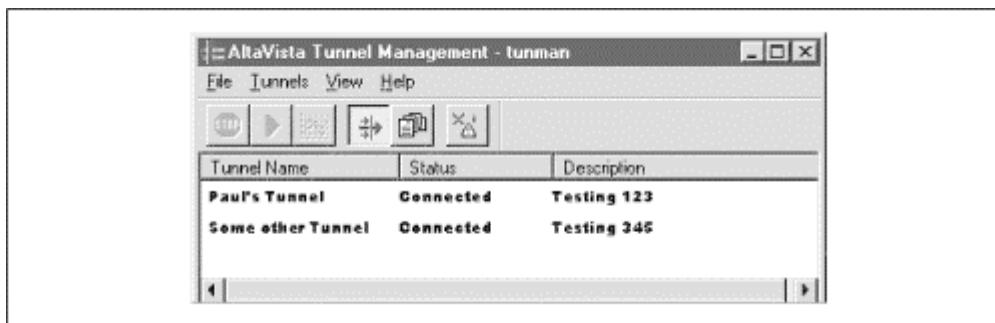 AltaVista Tunnel Management - tunman
File Tunnels View Help
STOP
Tunnel Name Status Description
Paul's Tunnel Connected Testing 123
Some other Tunnel Connected Testing 345